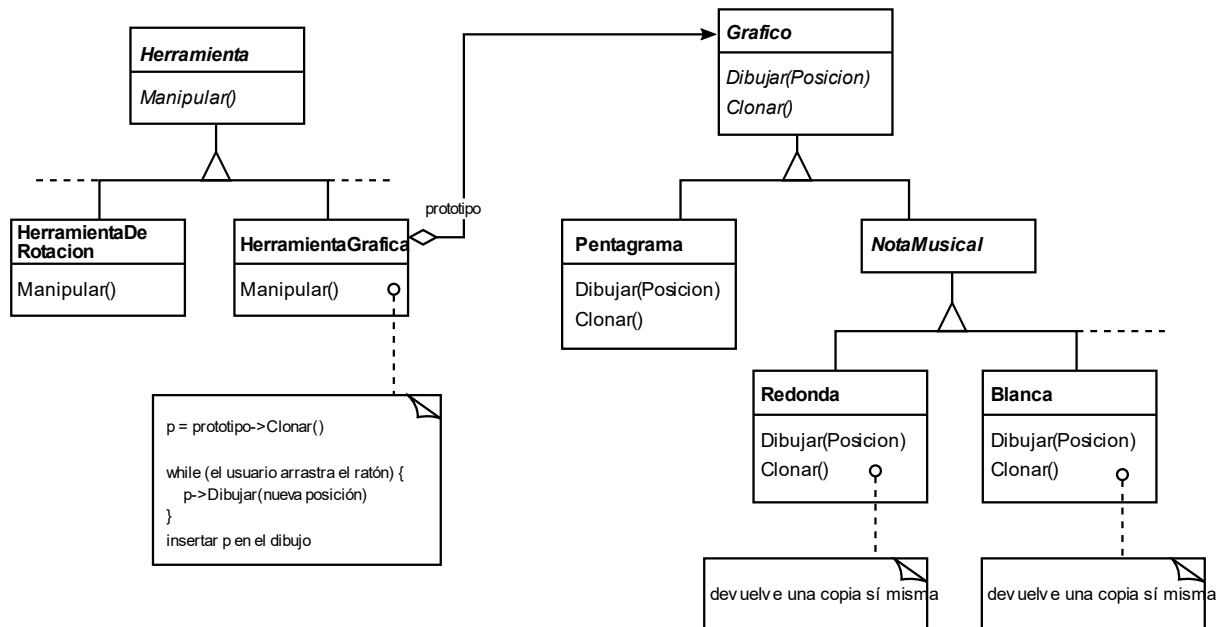 Herramienta
Manipular()
HerramientaDe
Rotacion
Manipular()
HerramientaGrafica
Manipular()
prototipo
p = prototipo->Clonar()
while (el usuario arrastra el ratón) {
p->Dibujar(nueva posición)
}
insertar p en el dibujo
Grafico
Dibujar(Posicion)
Clonar()
Pentagrama
Dibujar(Posicion)
Clonar()
NotaMusical
Redonda
Dibujar(Posicion)
Clonar()
Blanca
Dibujar(Posicion)
Clonar()
devuelve una copia sí misma
devuelve una copia sí misma